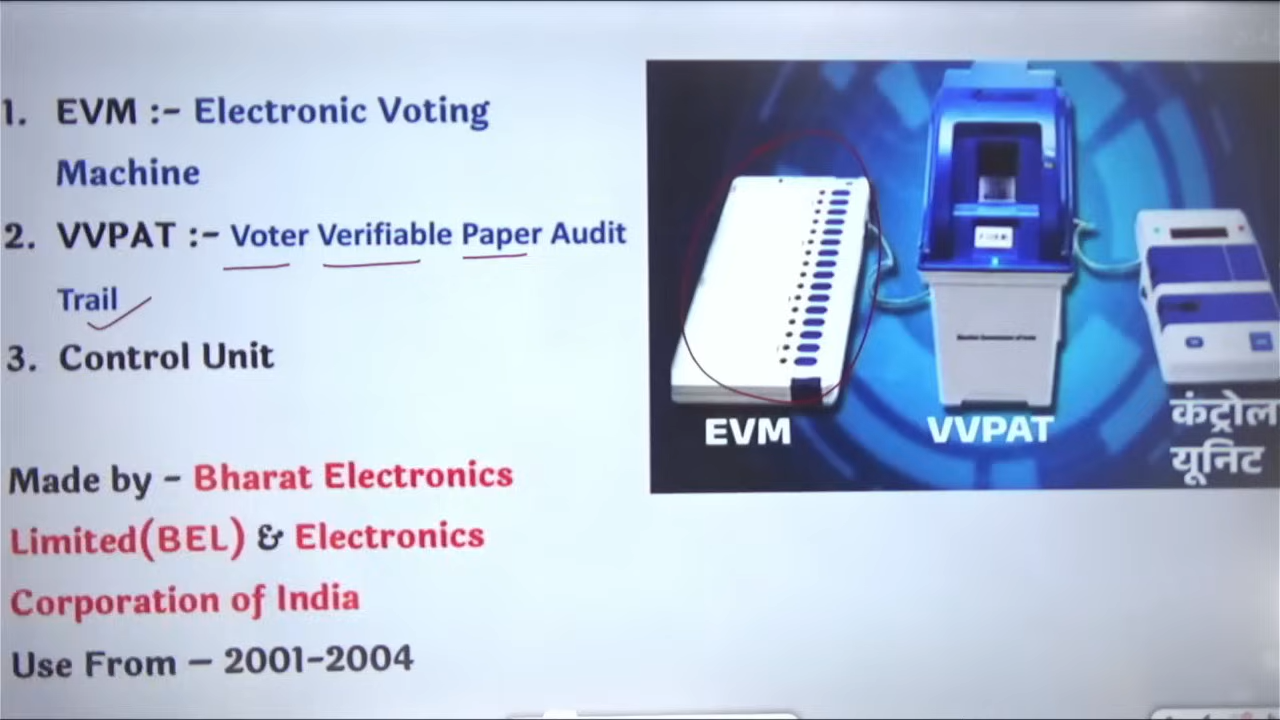 1. EVM :- Electronic Voting
Machine
2. VVPAT :- Voter Verifiable Paper Audit
Trail
3. Control Unit
Made by - Bharat Electronics
Limited(BEL) & Electronics
Corporation of India
Use From - 2001-2004
EVM
VVPAT
कंट्रोल
यूनिट